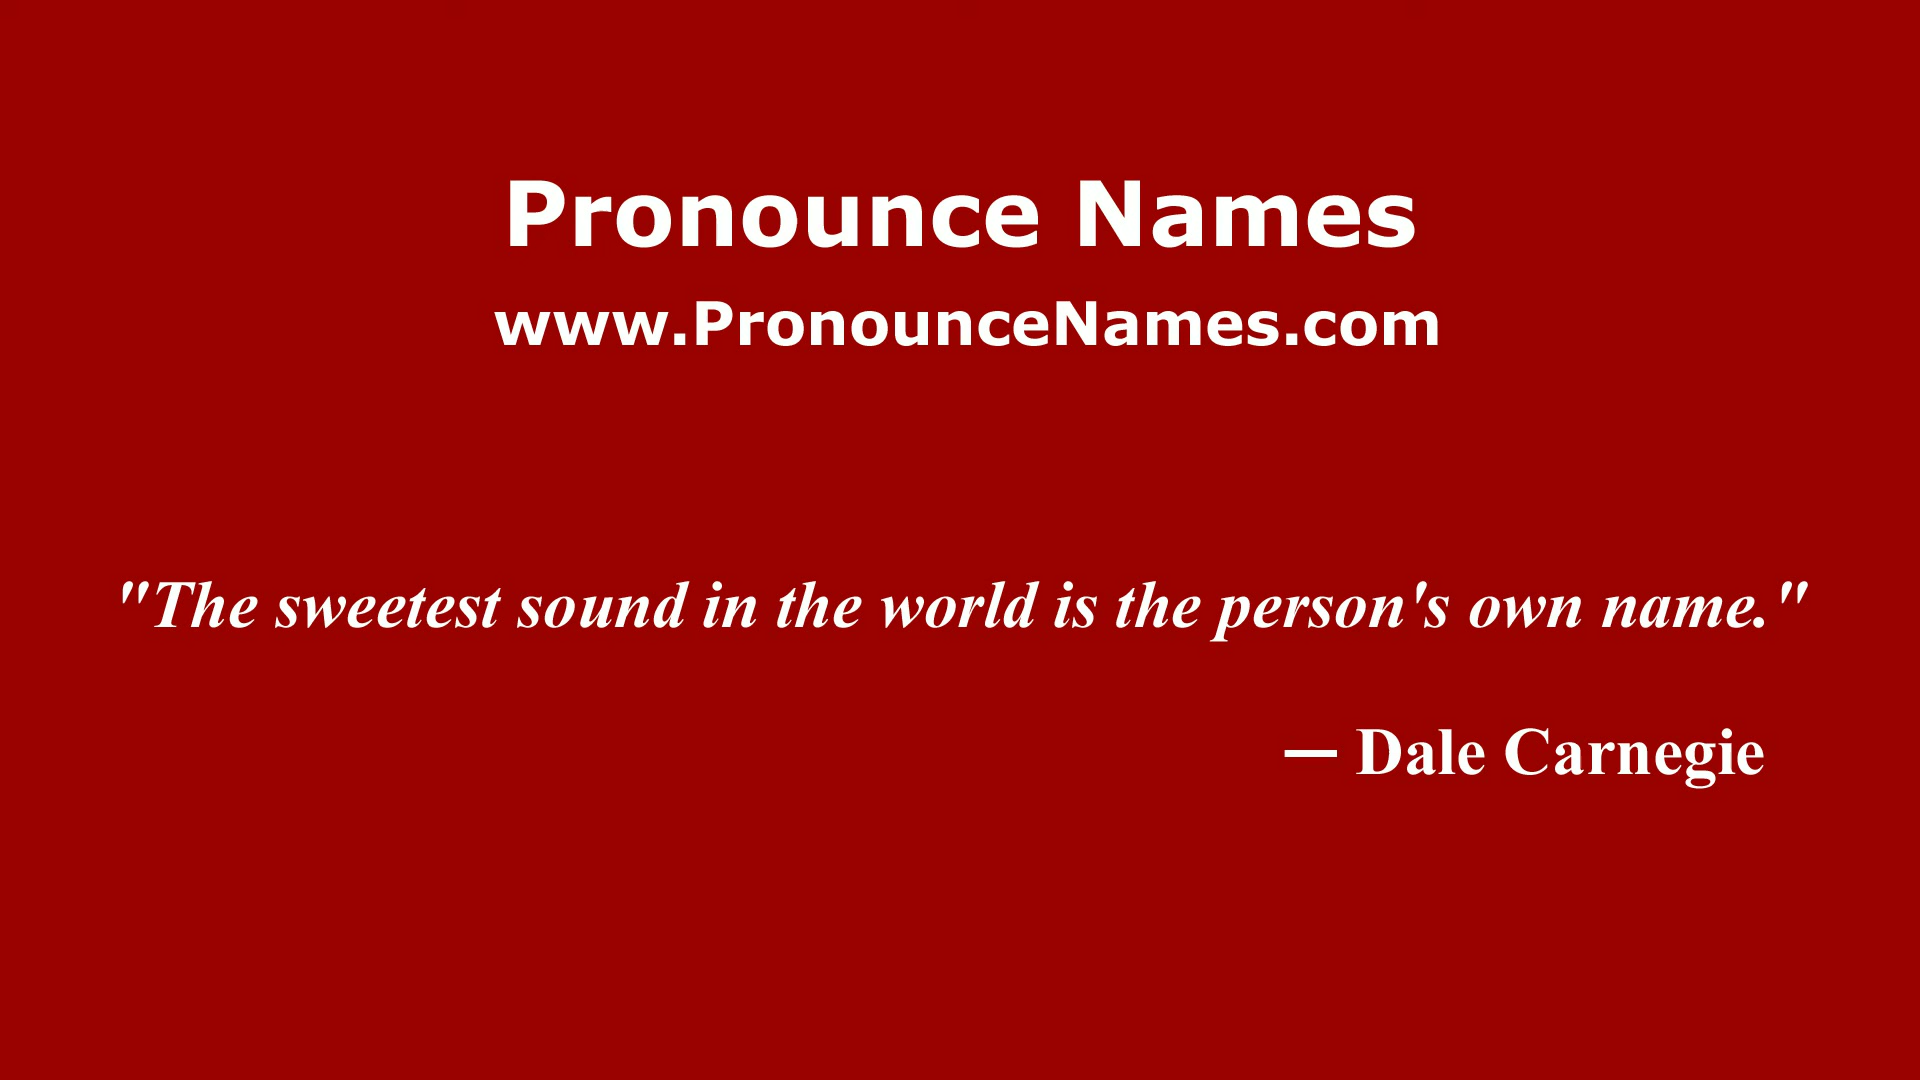 Pronounce Names
www.PronounceNames.com
"The sweetest sound in the world is the person's own name."
— Dale Carnegie